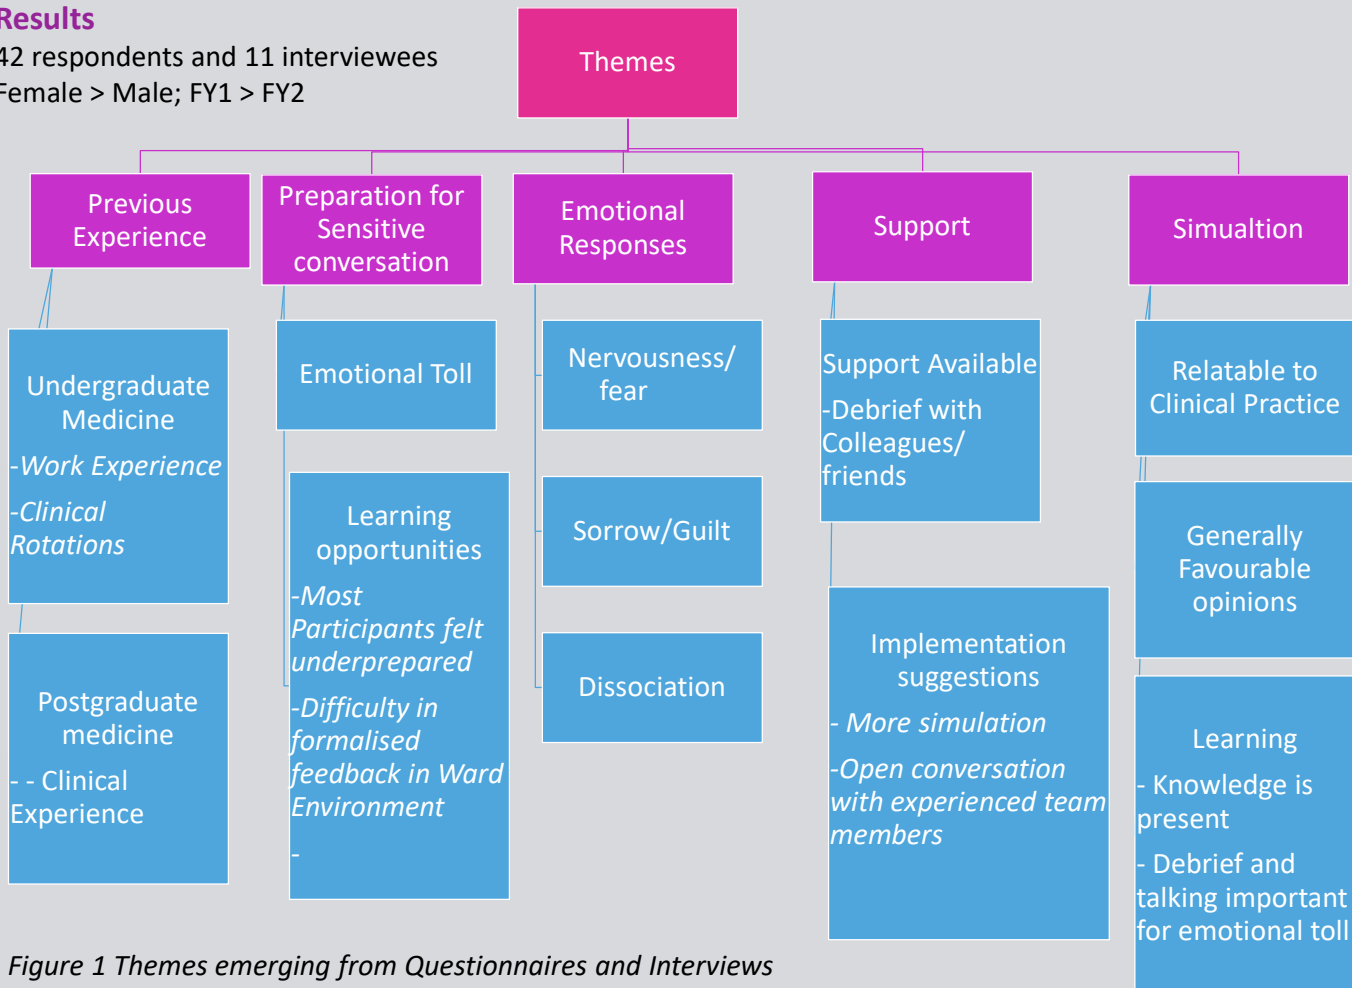 Results
42 respondents and 11 interviewees
Female > Male; FY1 > FY2
Themes
Previous
Experience
Undergraduate
Medicine
-Work Experience
-Clinical
Rotations
Postgraduate
medicine
- - Clinical
Experience
Preparation for
Sensitive
conversation
Emotional Toll
Learning
opportunities
-Most
Participants felt
underprepared
-Difficulty in
formalised
feedback in Ward
Environment
-
Emotional
Responses
Nervousness/
fear
Sorrow/Guilt
Dissociation
Support
Support Available
-Debrief with
Colleagues/
friends
Implementation
suggestions
- More simulation
-Open conversation
with experienced team
members
Simualtion
Relatable to
Clinical Practice
Generally
Favourable
opinions
Learning
- Knowledge is
present
- Debrief and
talking important
for emotional toll
Figure 1 Themes emerging from Questionnaires and Interviews